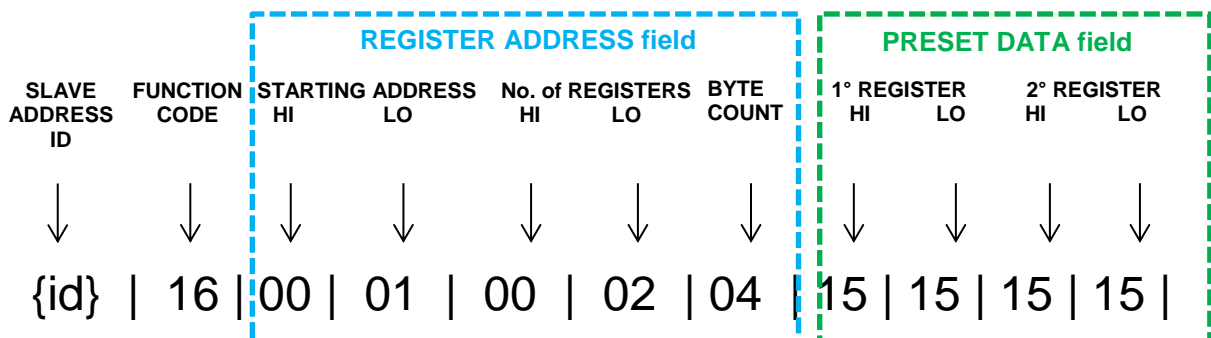 REGISTER ADDRESS field PRESET DATA field
SLAVE FUNCTION STARTING ADDRESS No. of REGISTERS BYTE 1° REGISTER 2° REGISTER
ADDRESS CODE HI LO HI LO COUNT HI LO HI LO
ID
{id} | 16 | 00 | 01 | 00 | 02 | 04 | 15 | 15 | 15 | 15 |